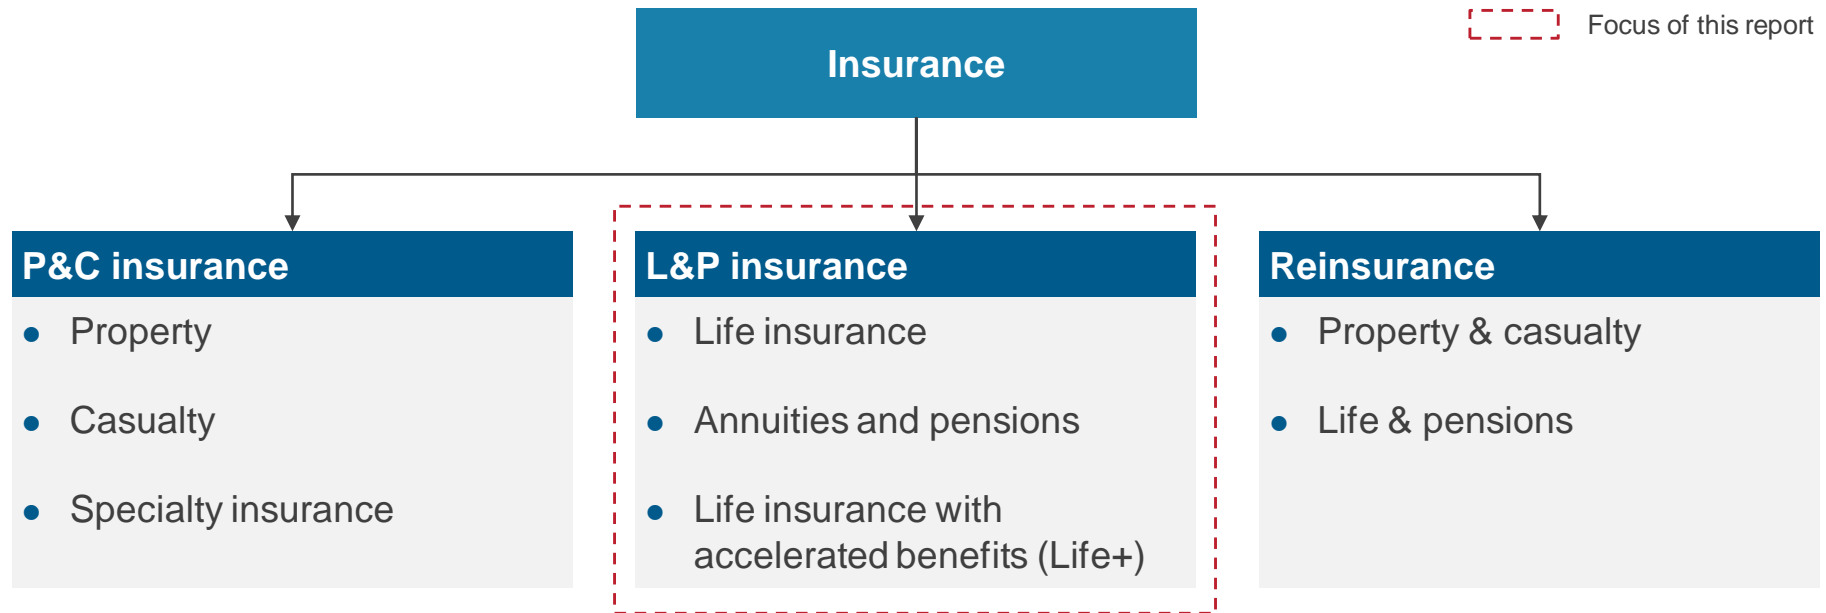 Focus of this report
Insurance
P&C insurance
Property
Casualty
Specialty insurance
L&P insurance
Life insurance
Annuities and pensions
Life insurance with
accelerated benefits (Life+)
Reinsurance
Property & casualty
Life & pensions